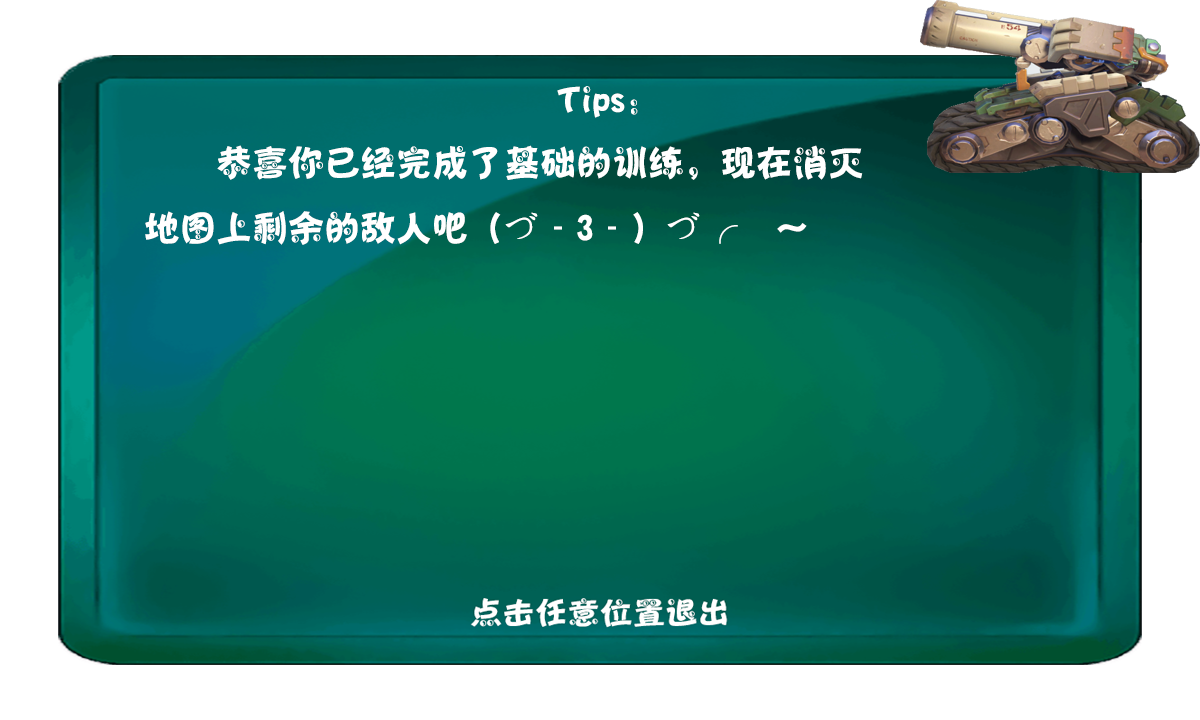 Tips：
恭喜你已经完成了基础的训练，现在消灭
地图上剩余的敌人吧（づ－3－）づ╭　～
点击任意位置退出
54